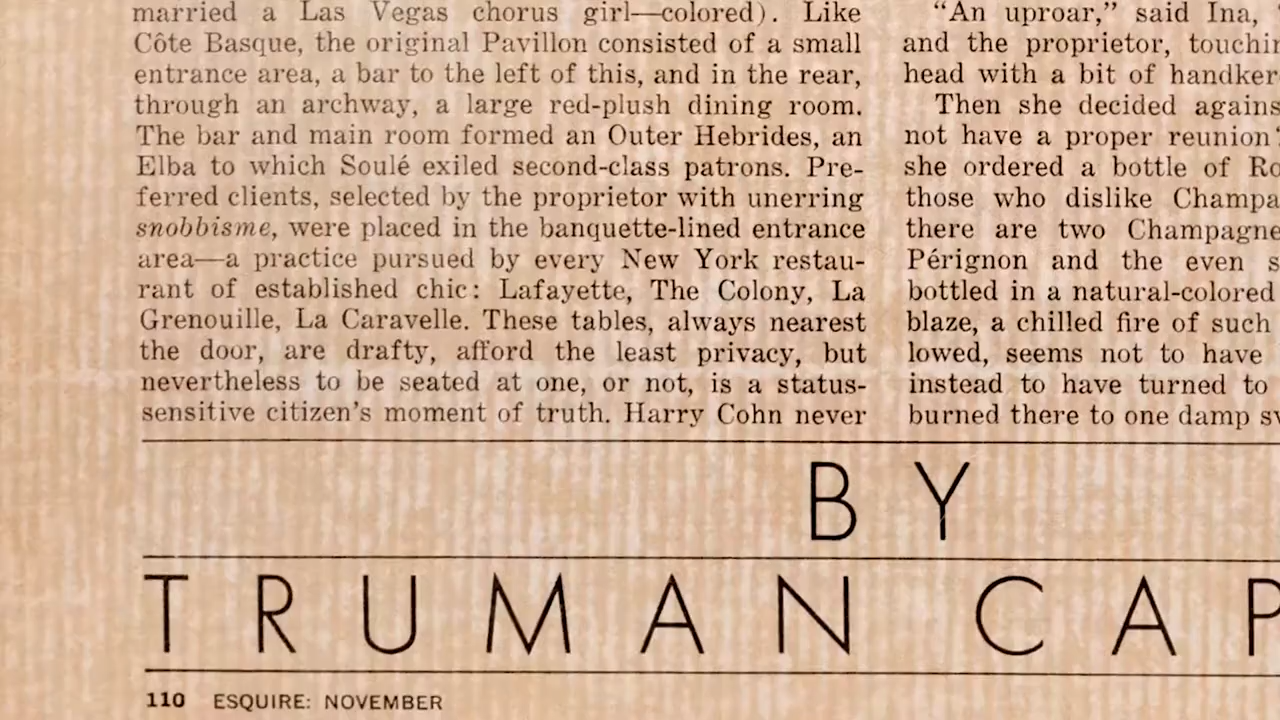 married a Las Vegas chorus girl—colored). Like
Côte Basque, the original Pavillon consisted of a small
entrance area, a bar to the left of this, and in the rear,
through an archway, a large red-plush dining room.
The bar and main room formed an Outer Hebrides, an
Elba to which Soulé exiled second-class patrons. Pre-
ferred clients, selected by the proprietor with unerring
snobbisme, were placed in the banquette-lined entrance
area—a practice pursued by every New York restau-
rant of established chic: Lafayette, The Colony, La
Grenouille, La Caravelle. These tables, always nearest
the door, are drafty, afford the least privacy, but
nevertheless to be seated at one, or not, is a status-
sensitive citizen's moment of truth. Harry Cohn never
“An uproar,” said Ina,
and the proprietor,
head with a bit of
Then she decided
not have a proper reunion
she ordered a bottle of
those who dislike
there are two
Pérignon and the even
bottled in a natural-colored
blaze, a chilled fire of such
lowed, seems not to have
instead to have turned to
burned there to one damp
BY
TRUMAN CAP
110 ESQUIRE: NOVEMBER